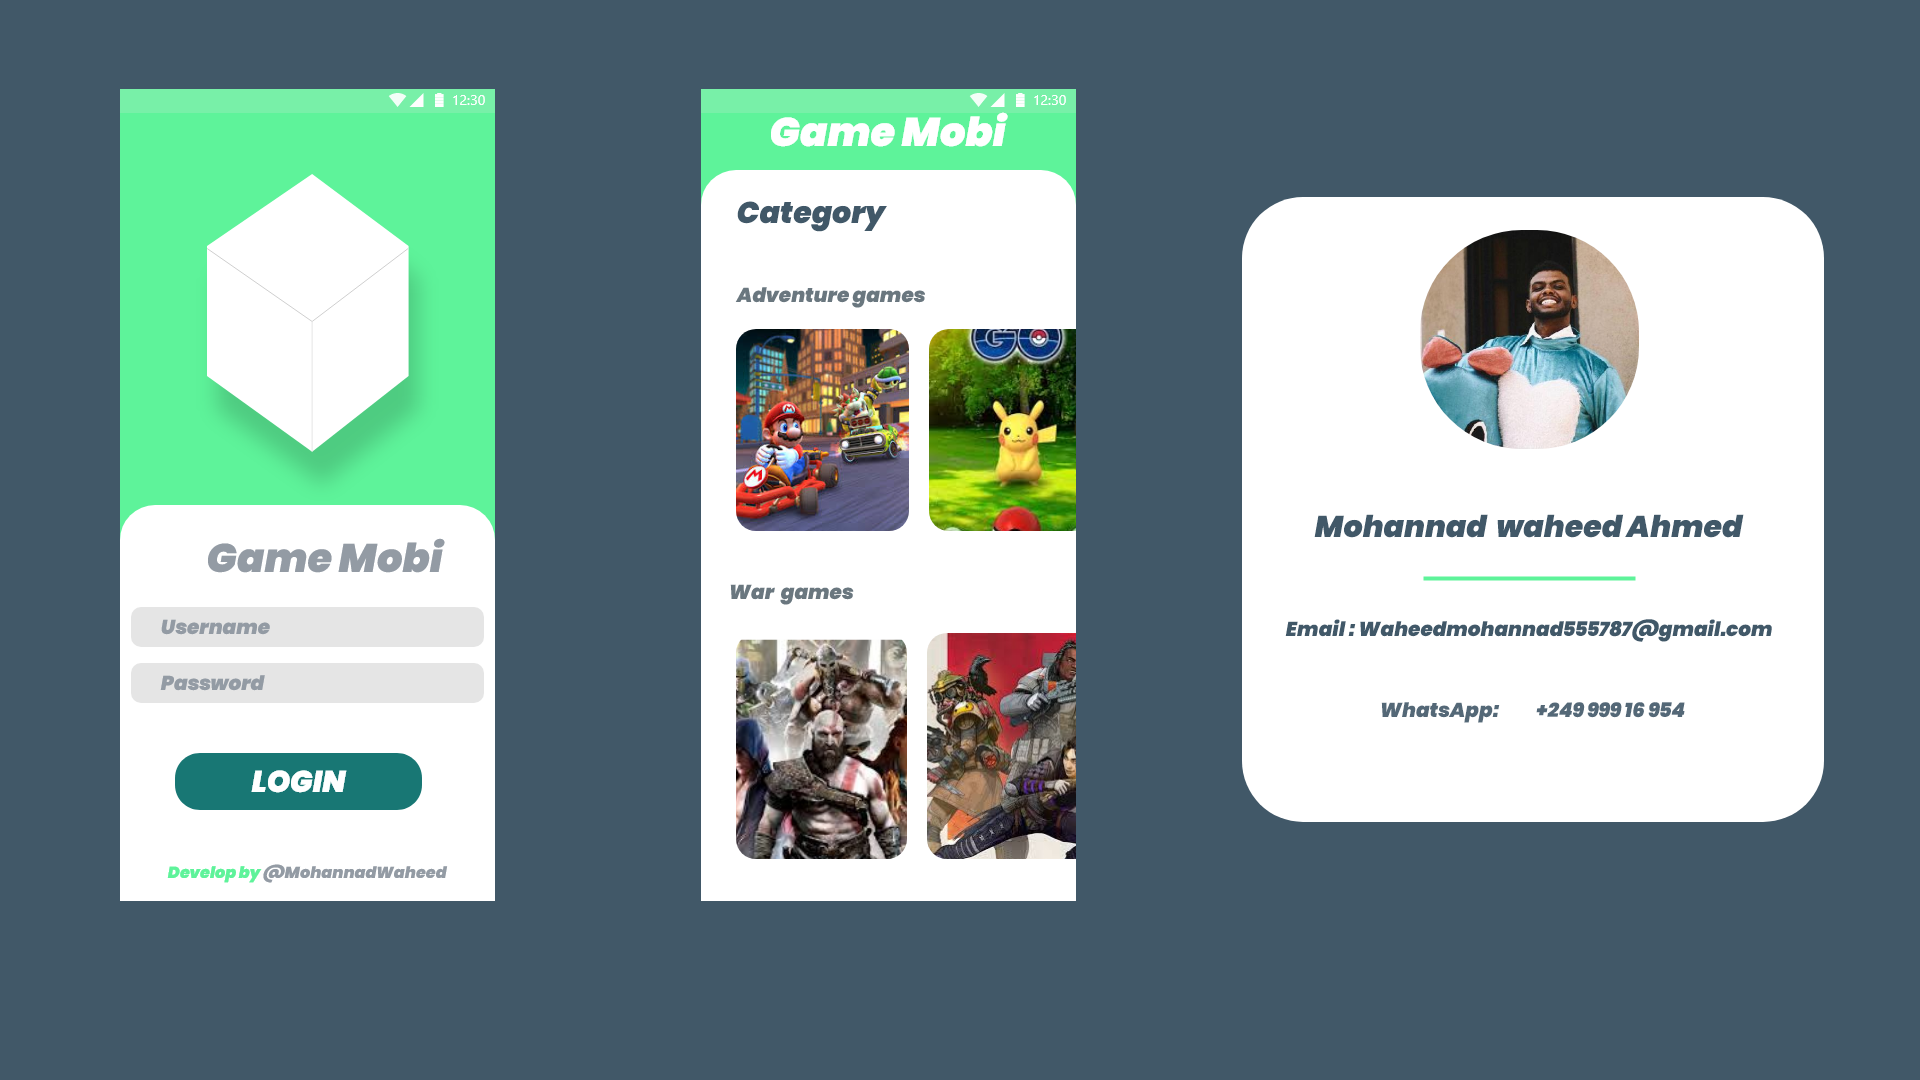 12:30
Game Mobi
Username
Password
LOGIN
Develop by @MohannadWaheed
12:30
Game Mobi
Category
Adventure games
GO
War games
Mohannad waheed Ahmed
Email : Waheedmohannad555787@gmail.com
WhatsApp: +249 999 16 954